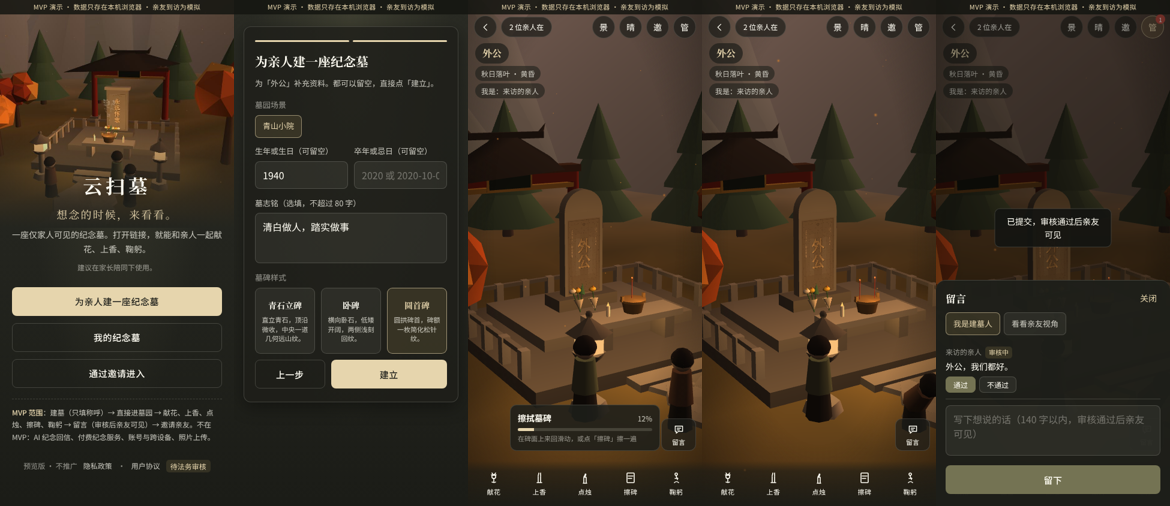 MVP 演示 · 数据只存在本机浏览器 · 亲友到访为模拟
云扫墓
想念的时候，来看看。
一座仅家人可见的纪念墓。打开链接，就能和亲人一起献
花、上香、鞠躬。
建议在家长陪同下使用。
为亲人建一座纪念墓
我的纪念墓
通过邀请进入
MVP 范围：建墓（只填称呼）→ 直接进墓园 → 献花、上香、点
烛、擦碑、鞠躬 → 留言（审核后亲友可见）→ 邀请亲友。不在
MVP：AI 纪念回信、付费纪念服务、账号与跨设备、照片上传。
预览版 · 不推广 隐私政策 · 用户协议 待法务审核
MVP 演示 · 数据只存在本机浏览器 · 亲友到访为模拟
为亲人建一座纪念墓
为「外公」补充资料。都可以留空，直接点「建立」。
墓园场景
青山小院
生年或生日（可留空） 卒年或忌日（可留空）
1940 2020 或 2020-10-0
墓志铭（选填，不超过 80 字）
清白做人，踏实做事
墓碑样式
青石立碑 卧碑 圆首碑
直立青石，顶沿 横向卧石，低矮 圆拱碑首，碑额
微收，中央一道 开阔，两侧浅刻 一枚简化松针
几何远山纹。 回纹。 纹。
上一步 建立
MVP 演示 · 数据只存在本机浏览器 · 亲友到访为模拟
2 位亲人在 景 晴 邀 管
外公
秋日落叶 · 黄昏
我是：来访的亲人
外公
擦拭墓碑 12%
在碑面上来回滑动，或点「擦碑」擦一遍
留言
献花 上香 点烛 擦碑 鞠躬
MVP 演示 · 数据只存在本机浏览器 · 亲友到访为模拟
2 位亲人在 景 晴 邀 管
外公
秋日落叶 · 黄昏
我是：来访的亲人
外公
留言
献花 上香 点烛 擦碑 鞠躬
MVP 演示 · 数据只存在本机浏览器 · 亲友到访为模拟
2 位亲人在 景 晴 邀 管 1
外公
秋日落叶 · 黄昏
我是：来访的亲人
已提交，审核通过后亲友
可见
外
留言 关闭
我是建墓人 看看亲友视角
来访的亲人 审核中
外公，我们都好。
通过 不通过
写下想说的话（140 字以内，审核通过后亲友
可见）
留下